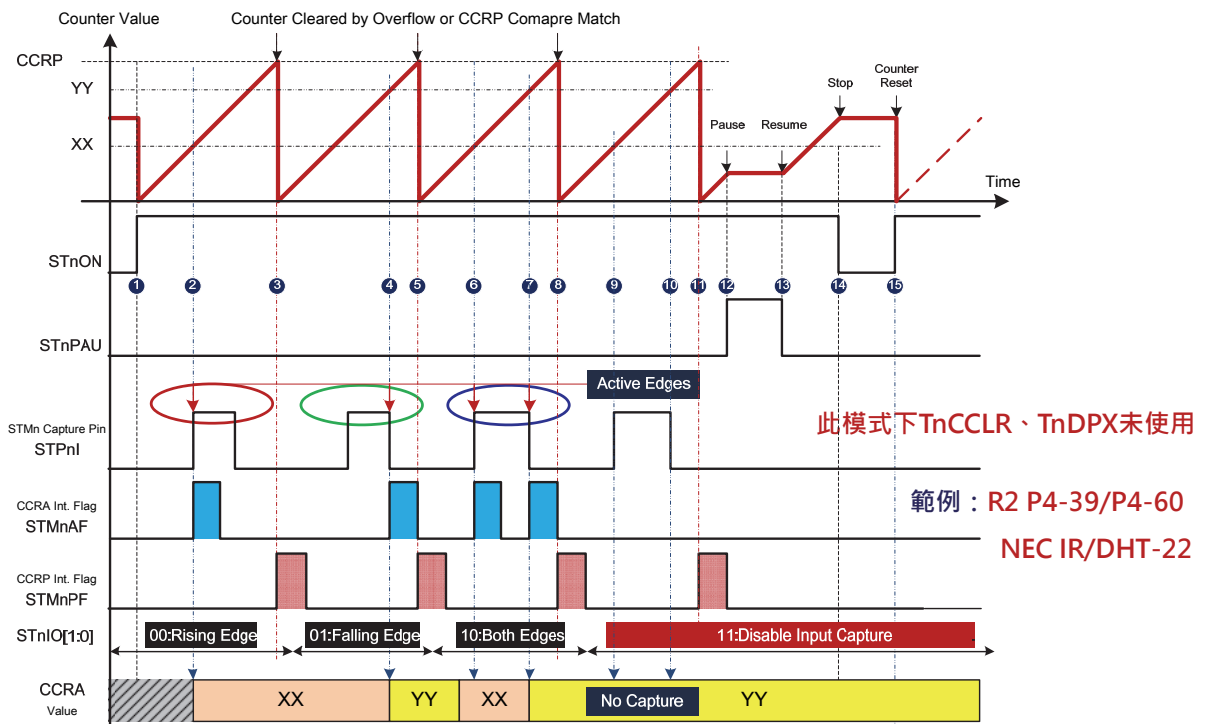 Counter Value
Counter Cleared by Overflow or CCRP Comapre Match
CCRP
YY
XX
Pause
Resume
Stop
Counter
Reset
Time
STnON
1 2 3 4 5 6 7 8 9 10 11 12 13 14 15
STnPAU
Active Edges
STMn Capture Pin
STPnI
此模式下TnCCLR、TnDPX未使用
CCRA Int. Flag
STMnAF
範例：R2 P4-39/P4-60
NEC IR/DHT-22
CCRP Int. Flag
STMnPF
STnIO[1:0]
00:Rising Edge
01:Falling Edge
10:Both Edges
11:Disable Input Capture
CCRA
Value
XX
YY
XX
No Capture
YY